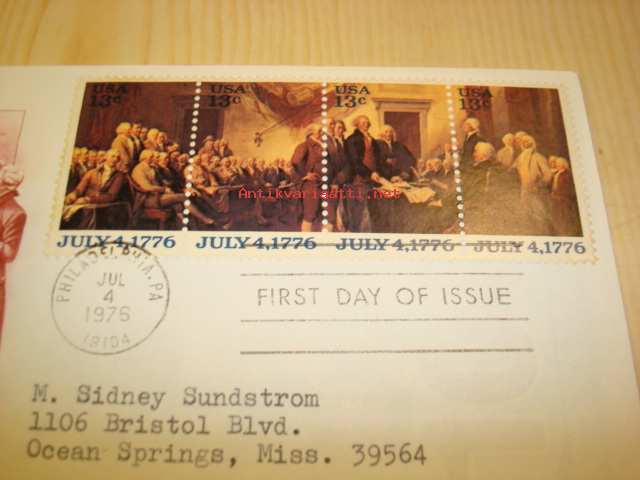 USA USA USA USA
13c 13c 13c 13c
Antikvariaatti.net
JULY 4,1776 JULY 4,1776 JULY 4,1776 JULY 4,1776
PHILADELPHIA, PA
JUL
4
1976
19104
FIRST DAY OF ISSUE
M. Sidney Sundstrom
1106 Bristol Blvd.
Ocean Springs, Miss. 39564